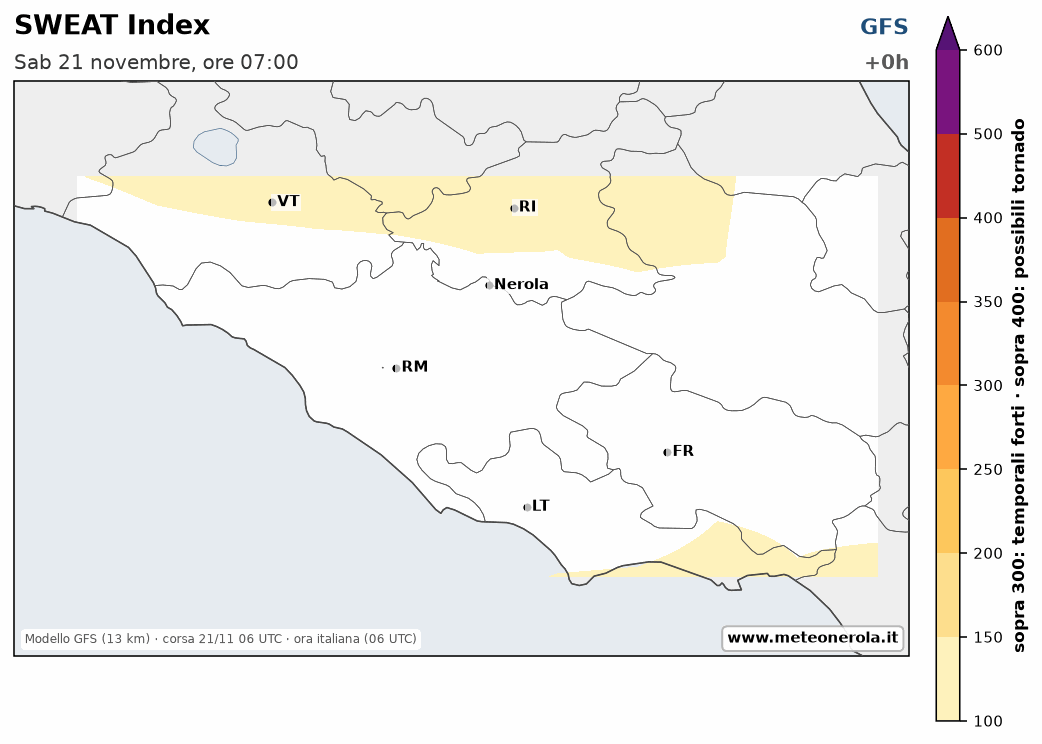 SWEAT Index
GFS
Sab 21 novembre, ore 07:00
+0h
VT
RI
Nerola
RM
FR
LT
Modello GFS (13 km) · corsa 21/11 06 UTC · ora italiana (06 UTC)
www.meteonerola.it
600
500
400
350
300
250
200
150
100
sopra 300: temporali forti · sopra 400: possibili tornado